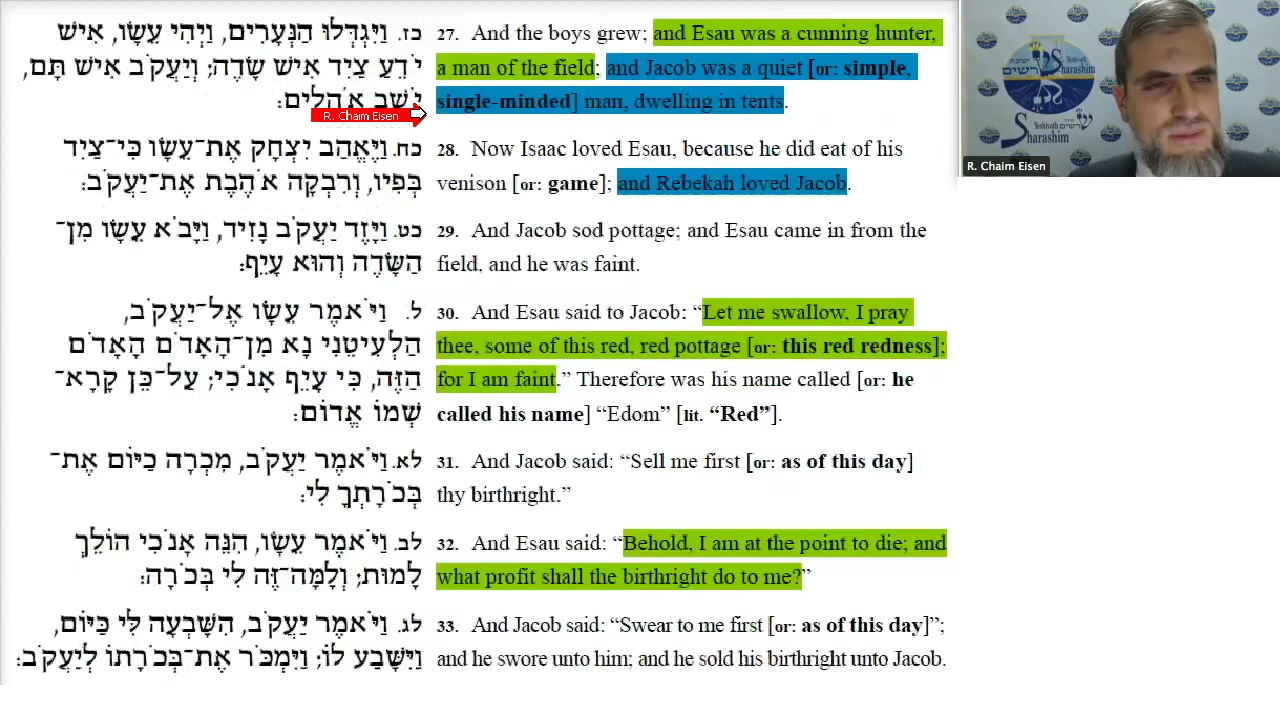 כז. וַיִּגְדְּלוּ הַנְּעָרִים, וַיְהִי עֵשָׂו, אִישׁ
יֹדֵעַ צַיִד אִישׁ שָׂדֶה; וְיַעֲקֹב אִישׁ תָּם,
יֹשֵׁב אֹהָלִים:
R. Chaim Eisen
27. And the boys grew; and Esau was a cunning hunter,
a man of the field; and Jacob was a quiet [or: simple,
single-minded] man, dwelling in tents.
כח. וַיֶּאֱהַב יִצְחָק אֶת־עֵשָׂו כִּי־צַיִד
בְּפִיו, וְרִבְקָה אֹהֶבֶת אֶת־יַעֲקֹב:
28. Now Isaac loved Esau, because he did eat of his
venison [or: game]; and Rebekah loved Jacob.
כט. וַיָּזֶד יַעֲקֹב נָזִיד, וַיָּבֹא עֵשָׂו מִן־
הַשָּׂדֶה וְהוּא עָיֵף:
29. And Jacob sod pottage; and Esau came in from the
field, and he was faint.
ל. וַיֹּאמֶר עֵשָׂו אֶל־יַעֲקֹב,
הַלְעִיטֵנִי נָא מִן־הָאָדֹם הָאָדֹם
הַזֶּה, כִּי עָיֵף אָנֹכִי; עַל־כֵּן קָרָא־
שְׁמוֹ אֱדוֹם:
30. And Esau said to Jacob: “Let me swallow, I pray
thee, some of this red, red pottage [or: this red redness];
for I am faint.” Therefore was his name called [or: he
called his name] “Edom” [lit. “Red”].
לא. וַיֹּאמֶר יַעֲקֹב, מִכְרָה כַיּוֹם אֶת־
בְּכֹרָתְךָ לִי:
31. And Jacob said: “Sell me first [or: as of this day]
thy birthright.”
לב. וַיֹּאמֶר עֵשָׂו, הִנֵּה אָנֹכִי הוֹלֵךְ
לָמוּת; וְלָמָּה־זֶּה לִי בְּכֹרָה:
32. And Esau said: “Behold, I am at the point to die; and
what profit shall the birthright do to me?”
לג. וַיֹּאמֶר יַעֲקֹב, הִשָּׁבְעָה לִּי כַּיּוֹם,
וַיִּשָּׁבַע לוֹ; וַיִּמְכֹּר אֶת־בְּכֹרָתוֹ לְיַעֲקֹב:
33. And Jacob said: “Swear to me first [or: as of this day]”;
and he swore unto him; and he sold his birthright unto Jacob.
ישיבת
שרשים
Sharashim
Yeshivath
Sharashim
R. Chaim Eisen